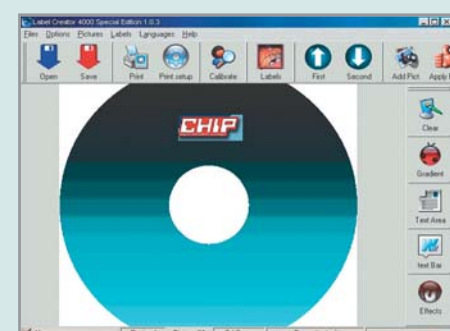 Label Creator 4000 Special Edition 1.0.3
Files Options Pictures Labels Languages Help
Open Save Print Print setup Calibrate Labels First Second Add Pict. Apply
CHIP
Clear
Gradient
Text Area
text Bar
Effects